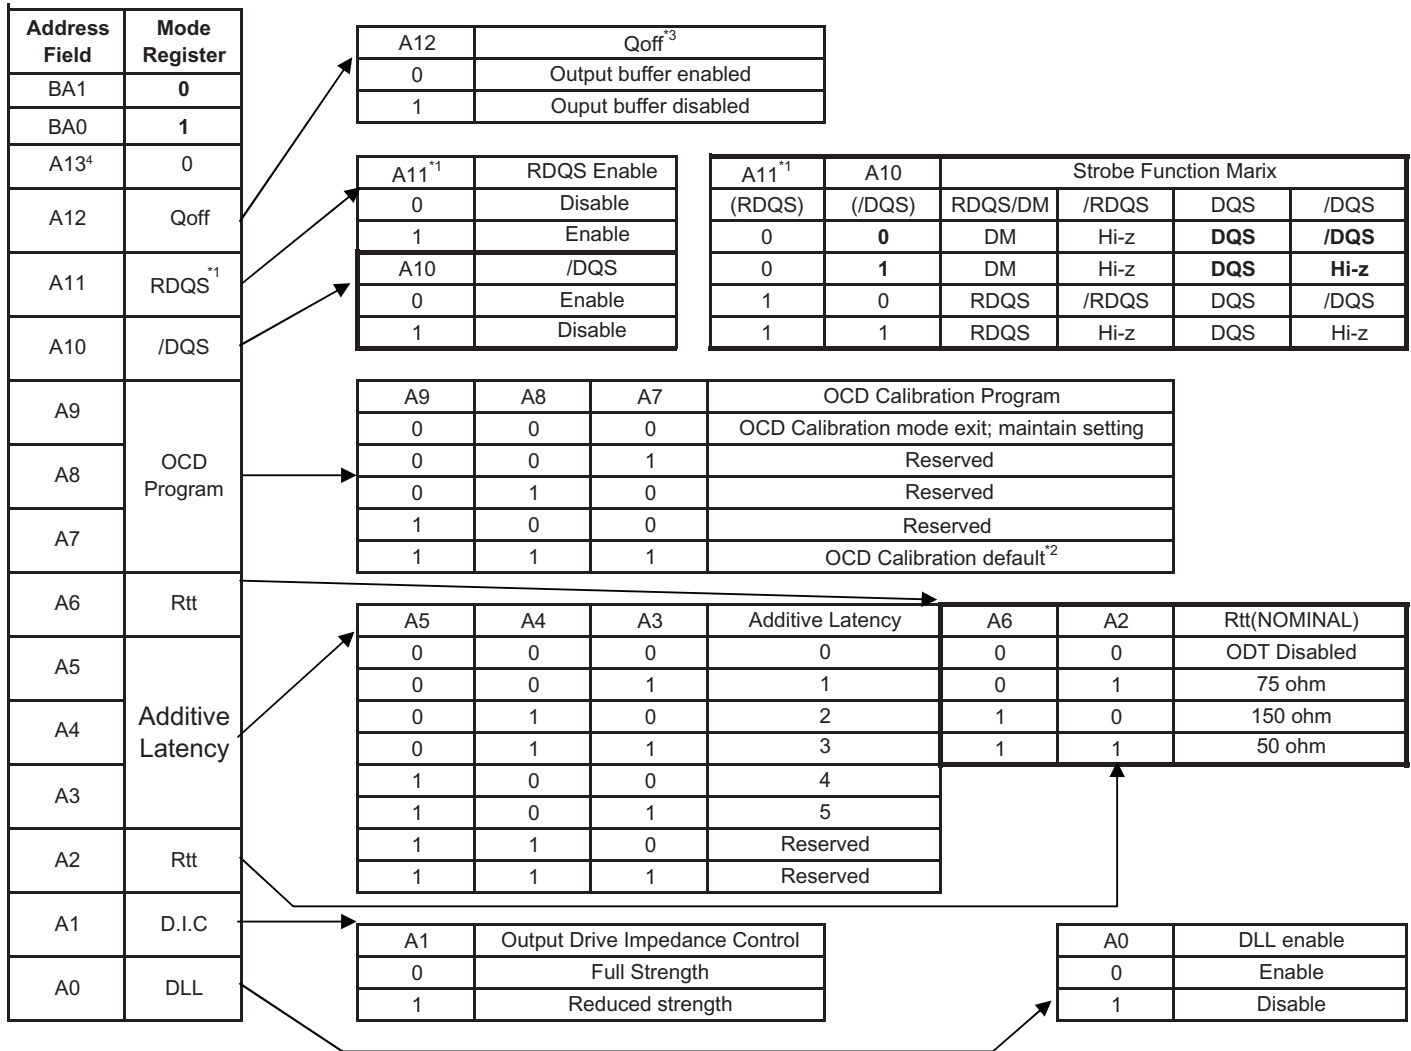 Address Field Mode Register
BA1 0
BA0 1
A13⁴ 0
A12 Qoff
A11 RDQS*1
A10 /DQS
A9
A8 OCD Program
A7
A6 Rtt
A5
A4 Additive Latency
A3
A2 Rtt
A1 D.I.C
A0 DLL
A12 Qoff*3
0 Output buffer enabled
1 Ouput buffer disabled
A11*1 RDQS Enable
0 Disable
1 Enable
A10 /DQS
0 Enable
1 Disable
A11*1 A10 Strobe Function Marix
(RDQS) (/DQS) RDQS/DM /RDQS DQS /DQS
0 0 DM Hi-z DQS /DQS
0 1 DM Hi-z DQS Hi-z
1 0 RDQS /RDQS DQS /DQS
1 1 RDQS Hi-z DQS Hi-z
A9 A8 A7 OCD Calibration Program
0 0 0 OCD Calibration mode exit; maintain setting
0 0 1 Reserved
0 1 0 Reserved
1 0 0 Reserved
1 1 1 OCD Calibration default*2
A5 A4 A3 Additive Latency
0 0 0 0
0 0 1 1
0 1 0 2
0 1 1 3
1 0 0 4
1 0 1 5
1 1 0 Reserved
1 1 1 Reserved
A6 A2 Rtt(NOMINAL)
0 0 ODT Disabled
0 1 75 ohm
1 0 150 ohm
1 1 50 ohm
A1 Output Drive Impedance Control
0 Full Strength
1 Reduced strength
A0 DLL enable
0 Enable
1 Disable